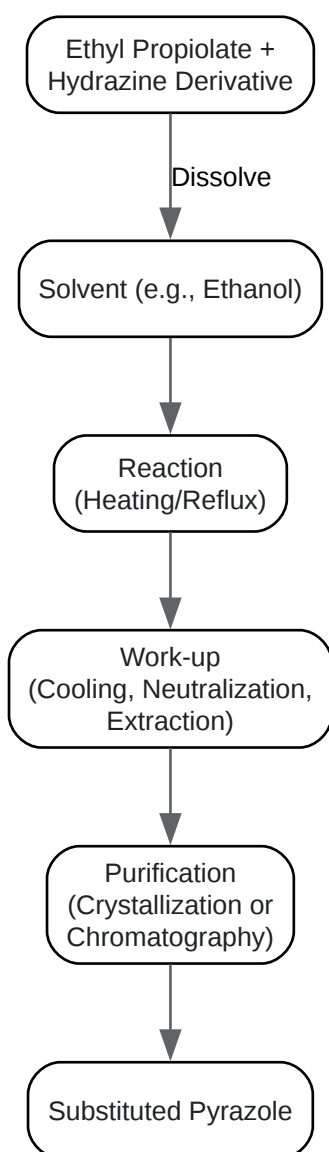 Ethyl Propiolate +
Hydrazine Derivative
Dissolve
Solvent (e.g., Ethanol)
Reaction
(Heating/Reflux)
Work-up
(Cooling, Neutralization,
Extraction)
Purification
(Crystallization or
Chromatography)
Substituted Pyrazole